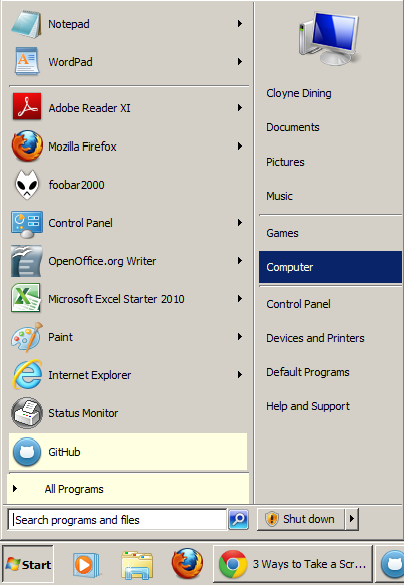 Notepad
WordPad
Adobe Reader XI
Mozilla Firefox
foobar2000
Control Panel
OpenOffice.org Writer
Microsoft Excel Starter 2010
Paint
Internet Explorer
Status Monitor
GitHub
All Programs
Search programs and files
Cloyne Dining
Documents
Pictures
Music
Games
Computer
Control Panel
Devices and Printers
Default Programs
Help and Support
Shut down
Start
3 Ways to Take a Scr...